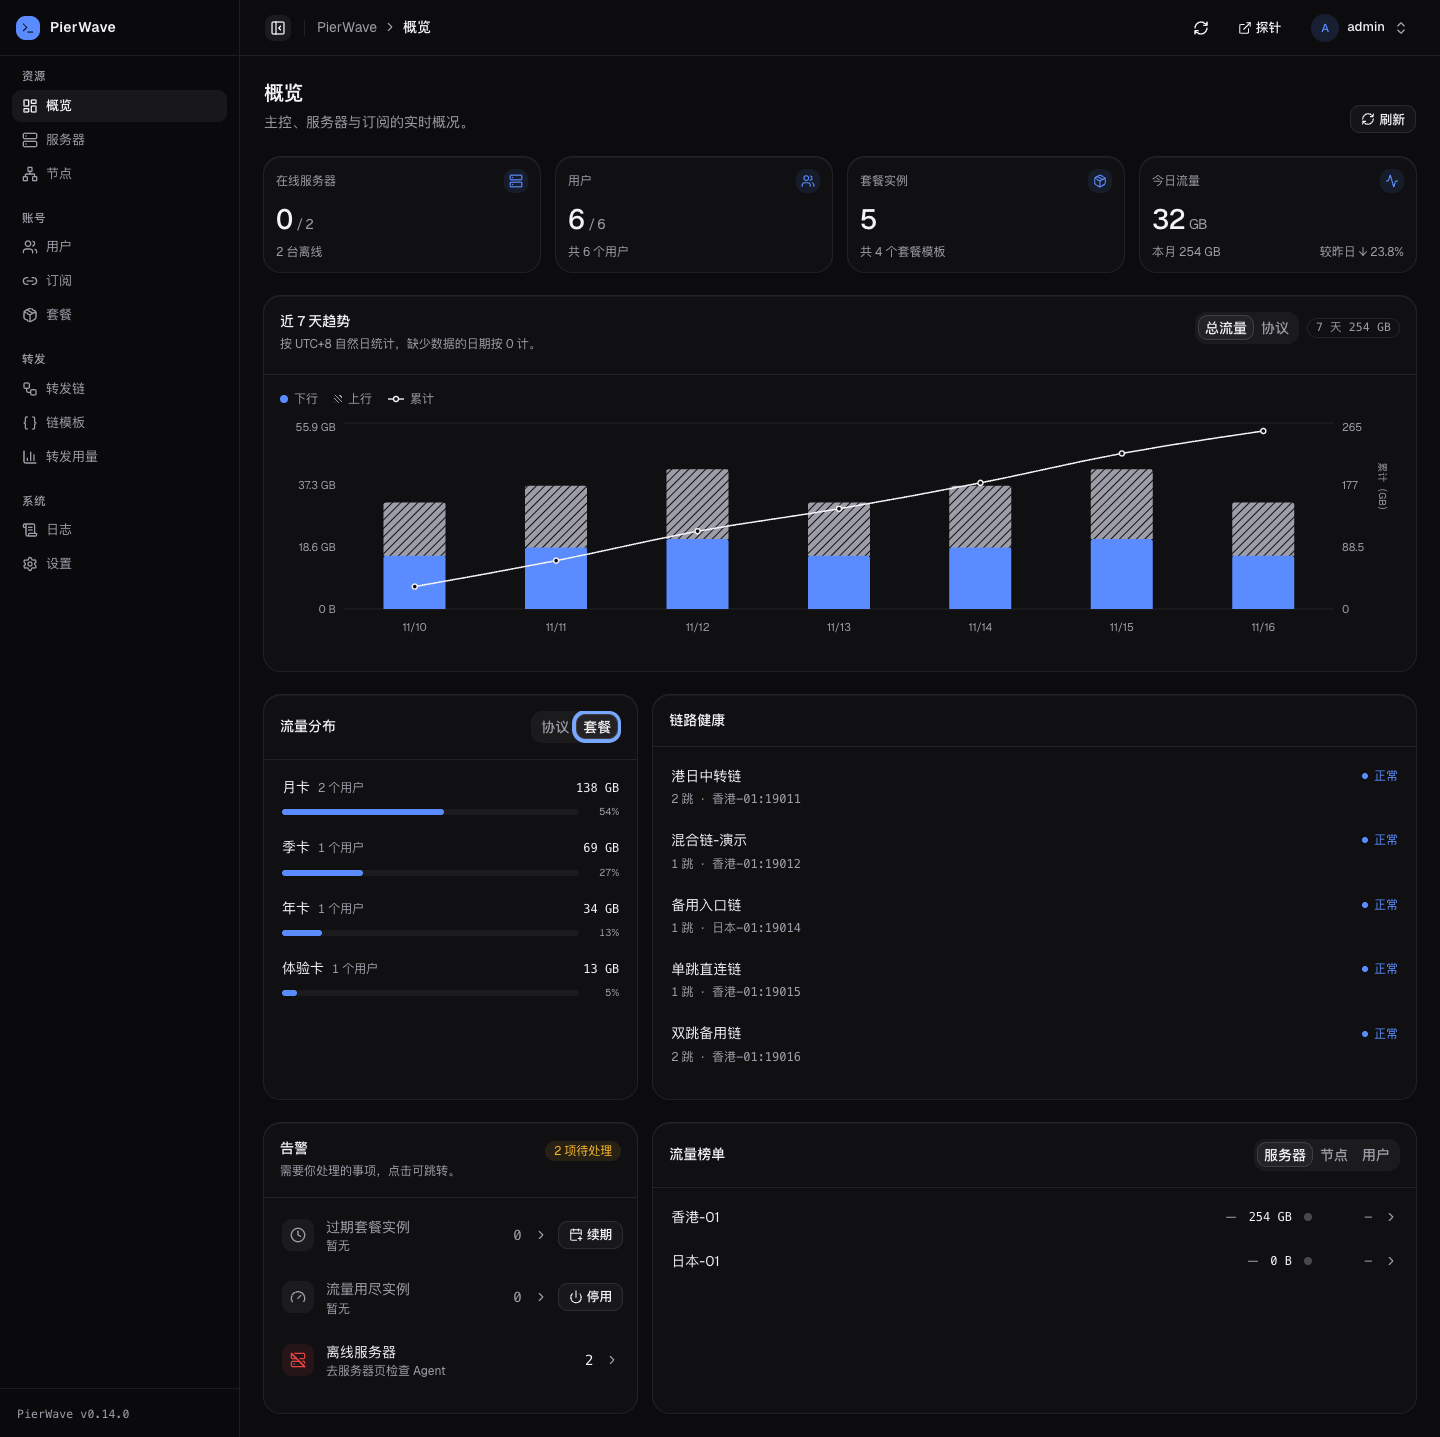 PierWave
PierWave > 概览
探针
A admin
资源
概览
服务器
节点
账号
用户
订阅
套餐
转发
转发链
链模板
转发用量
系统
日志
设置
PierWave v0.14.0
概览
主控、服务器与订阅的实时概况。
刷新
在线服务器
0 / 2
2 台离线
用户
6 / 6
共 6 个用户
套餐实例
5
共 4 个套餐模板
今日流量
32 GB
本月 254 GB 较昨日 ↓ 23.8%
近 7 天趋势
按 UTC+8 自然日统计，缺少数据的日期按 0 计。
总流量 协议 7 天 254 GB
下行 上行 累计
55.9 GB
37.3 GB
18.6 GB
0 B
265
177
88.5
0
累计 (GB)
11/10 11/11 11/12 11/13 11/14 11/15 11/16
流量分布
协议 套餐
月卡 2 个用户 138 GB
54%
季卡 1 个用户 69 GB
27%
年卡 1 个用户 34 GB
13%
体验卡 1 个用户 13 GB
5%
链路健康
港日中转链 正常
2 跳 · 香港-01:19011
混合链-演示 正常
1 跳 · 香港-01:19012
备用入口链 正常
1 跳 · 日本-01:19014
单跳直连链 正常
1 跳 · 香港-01:19015
双跳备用链 正常
2 跳 · 香港-01:19016
告警
2 项待处理
需要你处理的事项，点击可跳转。
过期套餐实例
暂无
0 续期
流量用尽实例
暂无
0 停用
离线服务器
去服务器页检查 Agent
2
流量榜单
服务器 节点 用户
香港-01 — 254 GB –
日本-01 — 0 B –